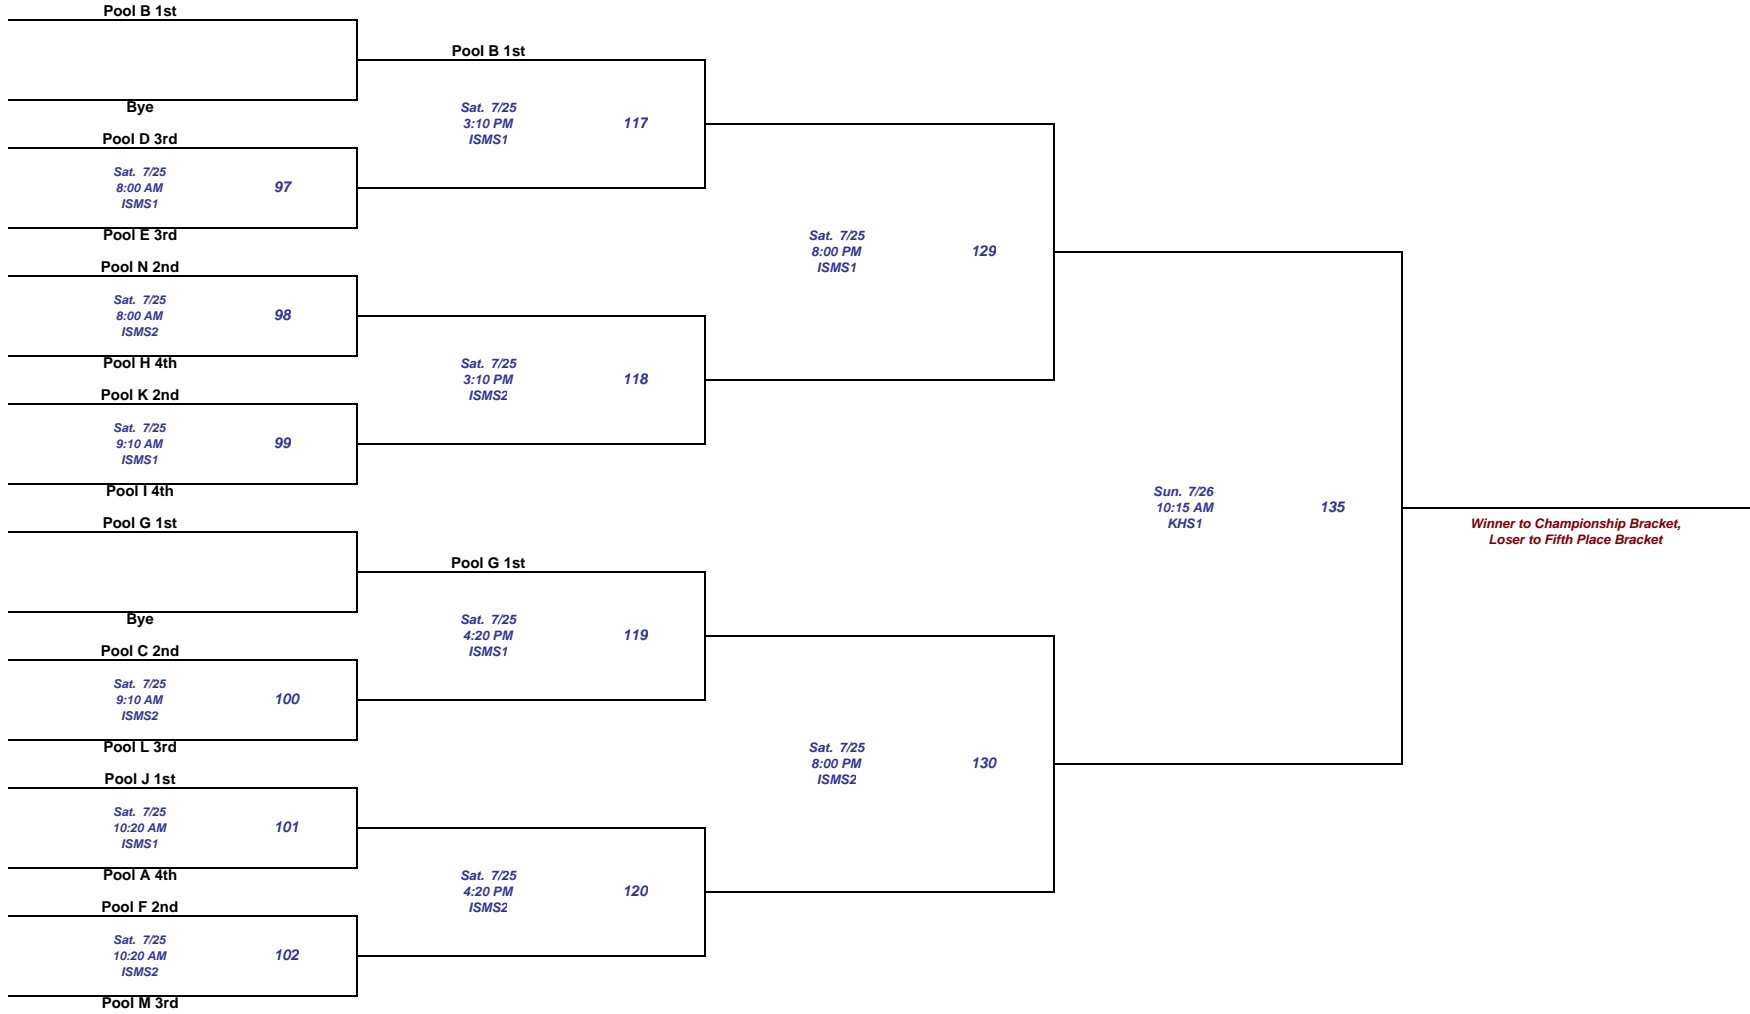 Pool B 1st
Bye
Pool D 3rd
Sat. 7/25
8:00 AM
ISMS1
97
Pool E 3rd
Pool N 2nd
Sat. 7/25
8:00 AM
ISMS2
98
Pool H 4th
Pool K 2nd
Sat. 7/25
9:10 AM
ISMS1
99
Pool I 4th
Pool G 1st
Bye
Pool C 2nd
Sat. 7/25
9:10 AM
ISMS2
100
Pool L 3rd
Pool J 1st
Sat. 7/25
10:20 AM
ISMS1
101
Pool A 4th
Pool F 2nd
Sat. 7/25
10:20 AM
ISMS2
102
Pool M 3rd
Pool B 1st
Sat. 7/25
3:10 PM
ISMS1
117
Sat. 7/25
3:10 PM
ISMS2
118
Pool G 1st
Sat. 7/25
4:20 PM
ISMS1
119
Sat. 7/25
4:20 PM
ISMS2
120
Sat. 7/25
8:00 PM
ISMS1
129
Sat. 7/25
8:00 PM
ISMS2
130
Sun. 7/26
10:15 AM
KHS1
135
Winner to Championship Bracket,
Loser to Fifth Place Bracket